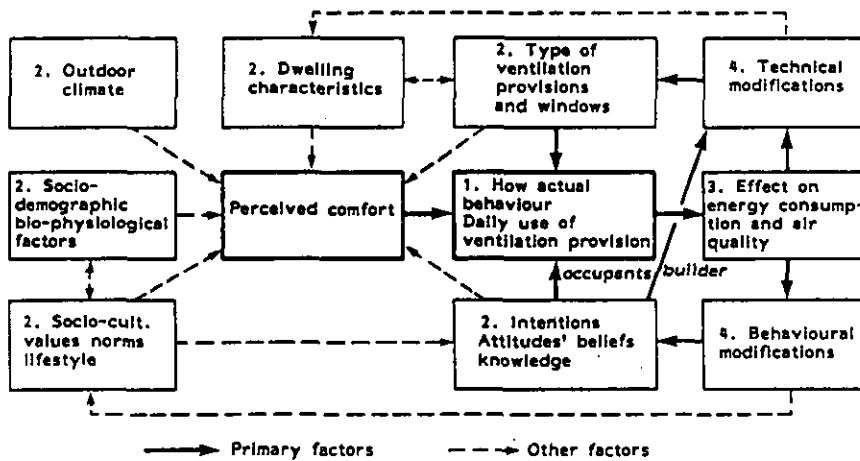 2. Outdoor
climate
2. Dwelling
characteristics
2. Type of
ventilation
provisions
and windows
4. Technical
modifications
2. Socio-
demographic
bio-physiological
factors
Perceived comfort
1. How actual
behaviour
Daily use of
ventilation provision
3. Effect on
energy consump-
tion and air
quality
occupants
builder
2. Socio-cult.
values norms
lifestyle
2. Intentions
Attitudes' beliefs
knowledge
4. Behavioural
modifications
Primary factors
Other factors